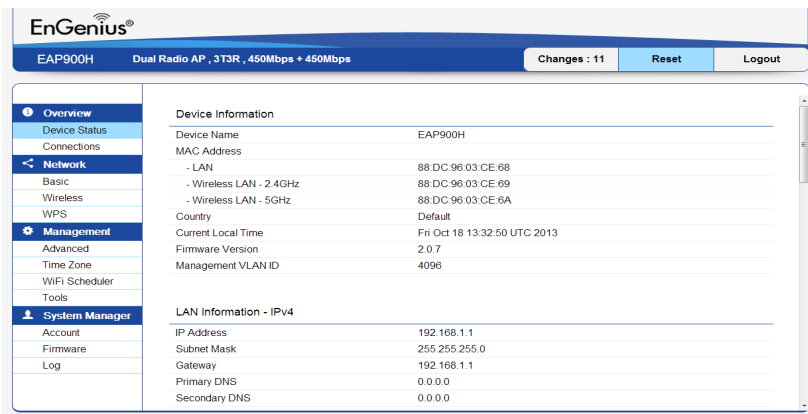 EnGenius®
EAP900H Dual Radio AP , 3T3R , 450Mbps + 450Mbps Changes : 11 Reset Logout
Overview
Device Status
Connections
Network
Basic
Wireless
WPS
Management
Advanced
Time Zone
WiFi Scheduler
Tools
System Manager
Account
Firmware
Log
Device Information
Device Name EAP900H
MAC Address
- LAN 88:DC:96:03:CE:68
- Wireless LAN - 2.4GHz 88:DC:96:03:CE:69
- Wireless LAN - 5GHz 88:DC:96:03:CE:6A
Country Default
Current Local Time Fri Oct 18 13:32:50 UTC 2013
Firmware Version 2.0.7
Management VLAN ID 4096
LAN Information - IPv4
IP Address 192.168.1.1
Subnet Mask 255.255.255.0
Gateway 192.168.1.1
Primary DNS 0.0.0.0
Secondary DNS 0.0.0.0